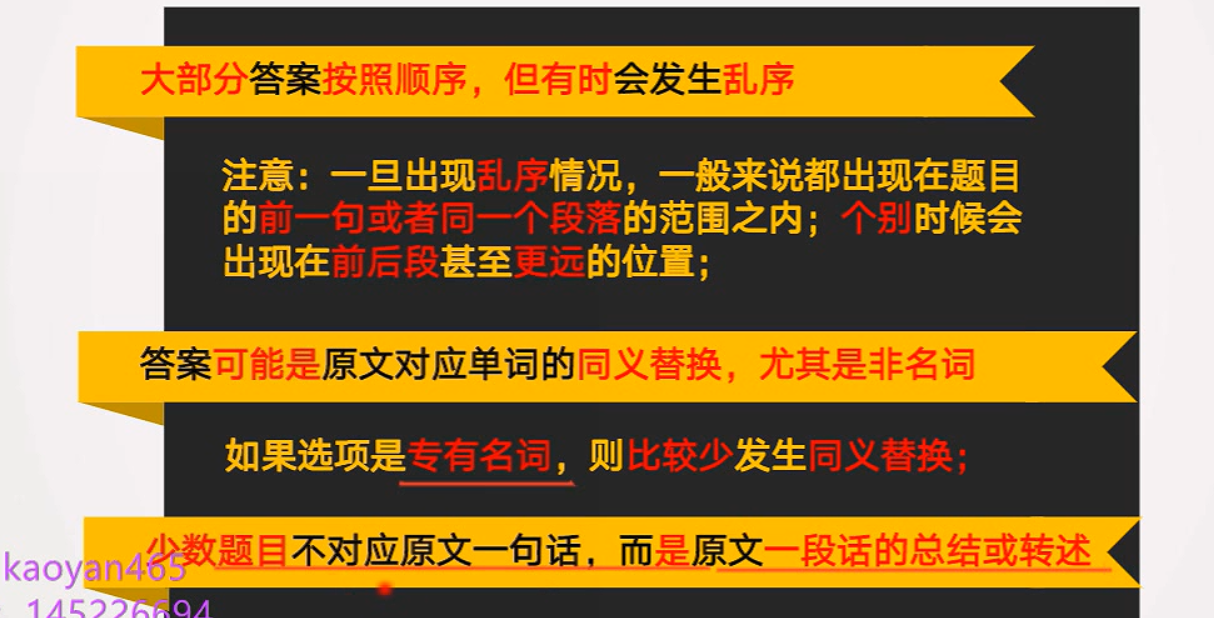 大部分答案按照顺序，但有时会发生乱序
注意：一旦出现乱序情况，一般来说都出现在题目
的前一句或者同一个段落的范围之内；个别时候会
出现在前后段甚至更远的位置；
答案可能是原文对应单词的同义替换，尤其是非名词
如果选项是专有名词，则比较少发生同义替换；
少数题目不对应原文一句话，而是原文一段话的总结或转述
kaoyan465
145226694